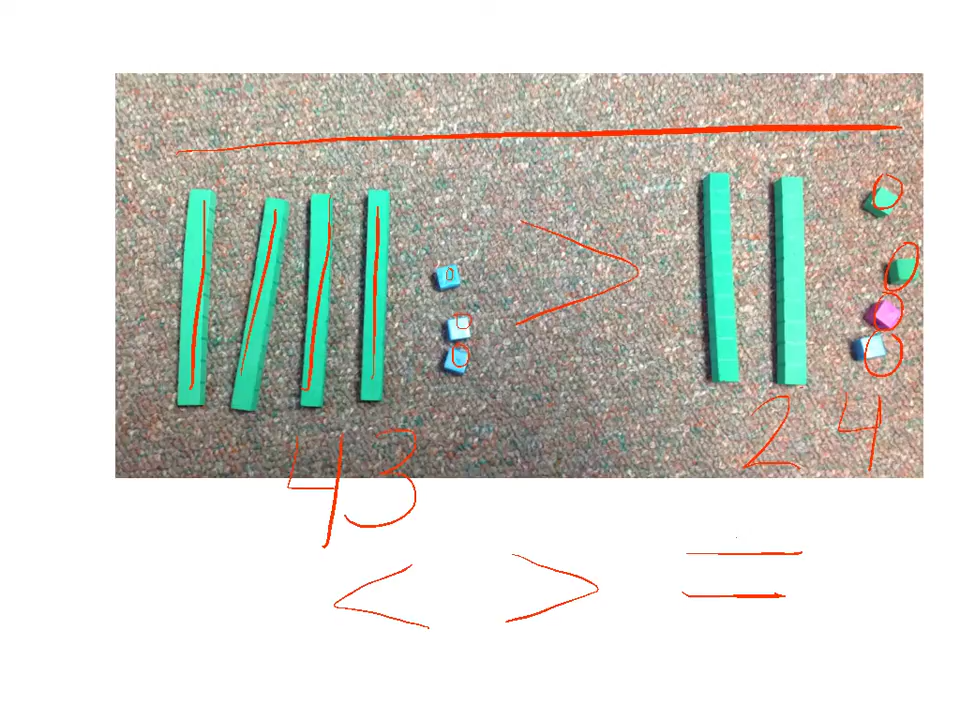 >
43 24
< > =